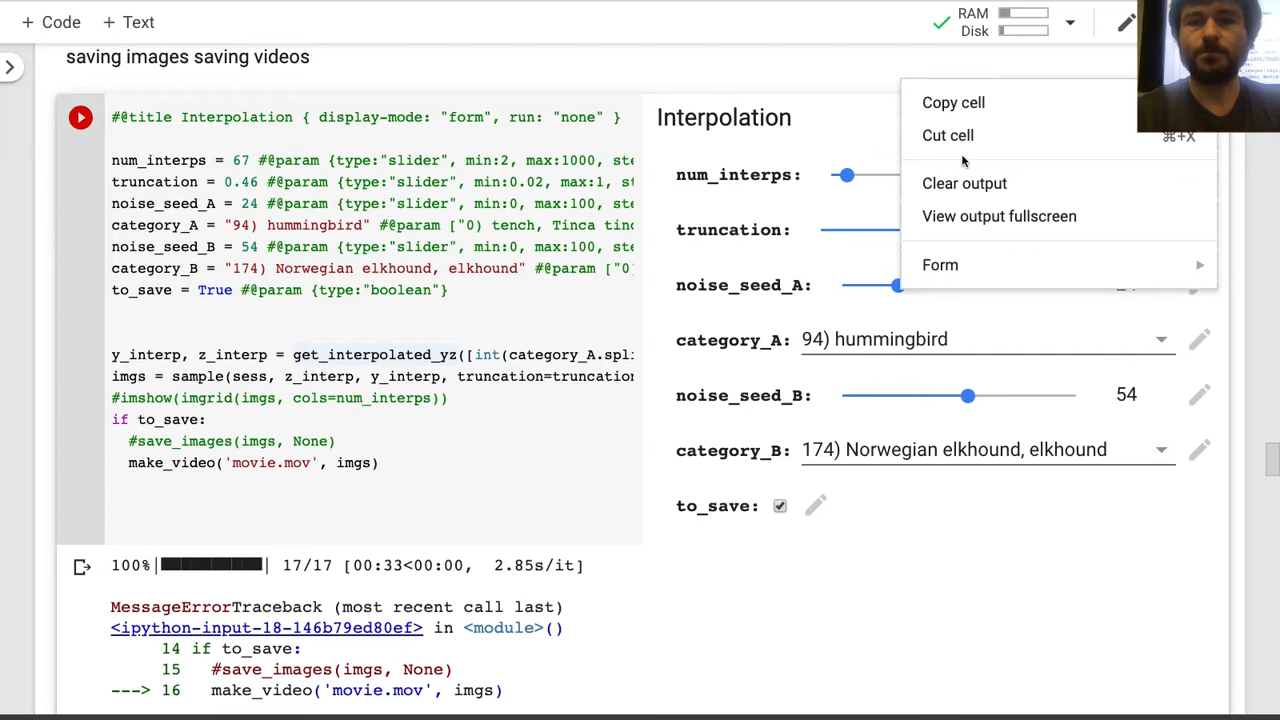 + Code + Text
RAM
Disk
saving images saving videos
#@title Interpolation { display-mode: "form", run: "none" }
num_interps = 67 #@param {type:"slider", min:2, max:1000, ste
truncation = 0.46 #@param {type:"slider", min:0.02, max:1, st
noise_seed_A = 24 #@param {type:"slider", min:0, max:100, ste
category_A = "94) hummingbird" #@param ["0) tench, Tinca tinc
noise_seed_B = 54 #@param {type:"slider", min:0, max:100, ste
category_B = "174) Norwegian elkhound, elkhound" #@param ["0)
to_save = True #@param {type:"boolean"}
y_interp, z_interp = get_interpolated_yz([int(category_A.spli
imgs = sample(sess, z_interp, y_interp, truncation=truncation
#imshow(imgrid(imgs, cols=num_interps))
if to_save:
#save_images(imgs, None)
make_video('movie.mov', imgs)
Interpolation
num_interps:
truncation:
noise_seed_A:
category_A: 94) hummingbird
noise_seed_B: 54
category_B: 174) Norwegian elkhound, elkhound
to_save:
Copy cell
Cut cell ⌘+X
Clear output
View output fullscreen
Form
100%| | 17/17 [00:33<00:00, 2.85s/it]
MessageErrorTraceback (most recent call last)
<ipython-input-18-146b79ed80ef> in <module>()
14 if to_save:
15 #save_images(imgs, None)
---> 16 make_video('movie.mov', imgs)